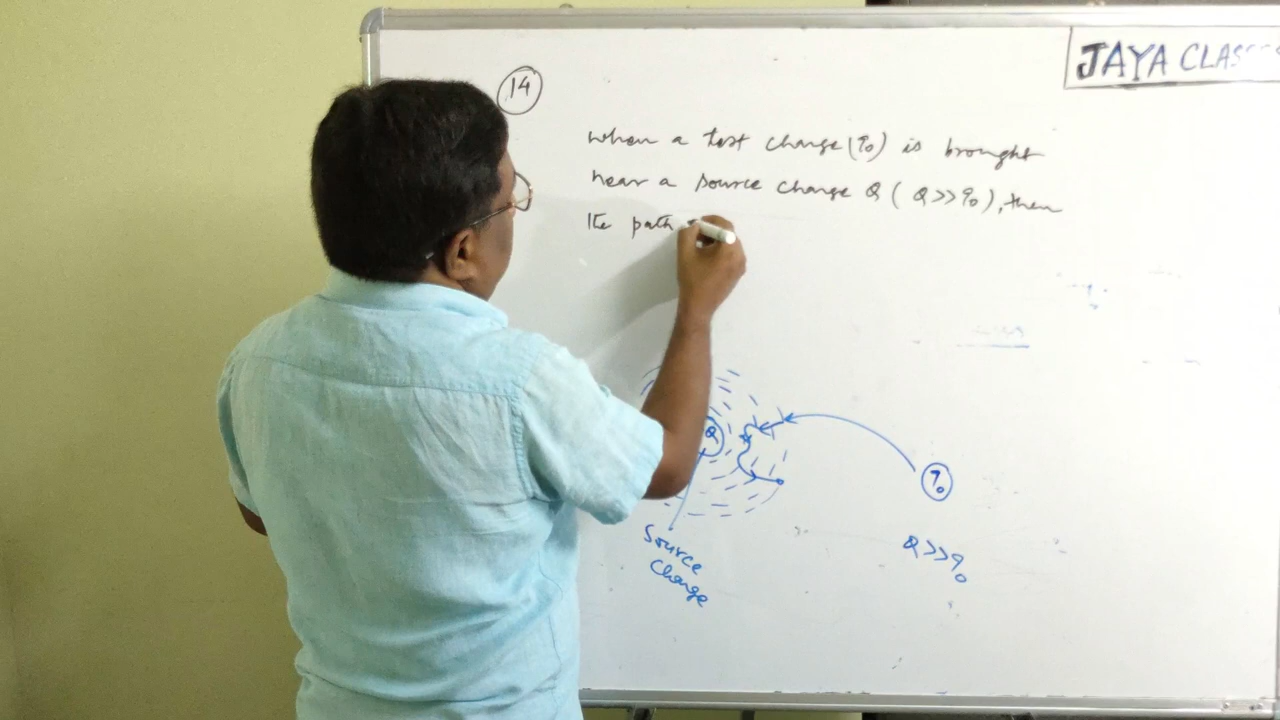 JAYA CLASSES
14
When a test charge (q₀) is brought
near a source charge Q ( Q>>q₀), then
the path
Q
q₀
Q>>q₀
Source
Charge